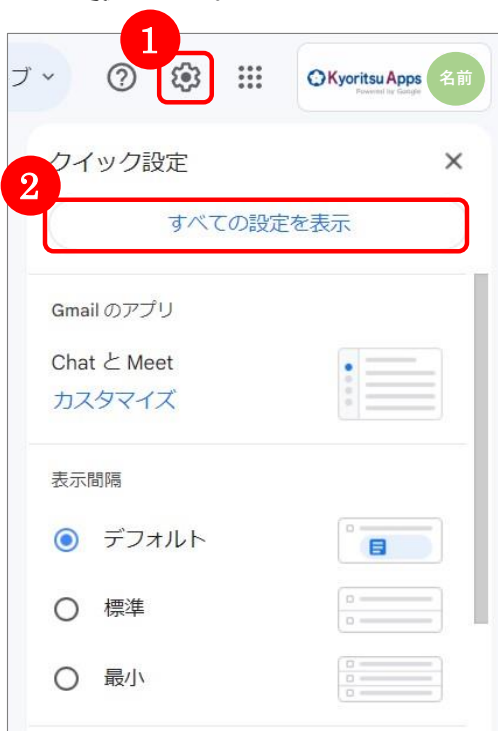 1
ブ
Kyoritsu Apps
Powered by Google
名前
クイック設定
2
すべての設定を表示
Gmail のアプリ
Chat と Meet
カスタマイズ
表示間隔
デフォルト
標準
最小